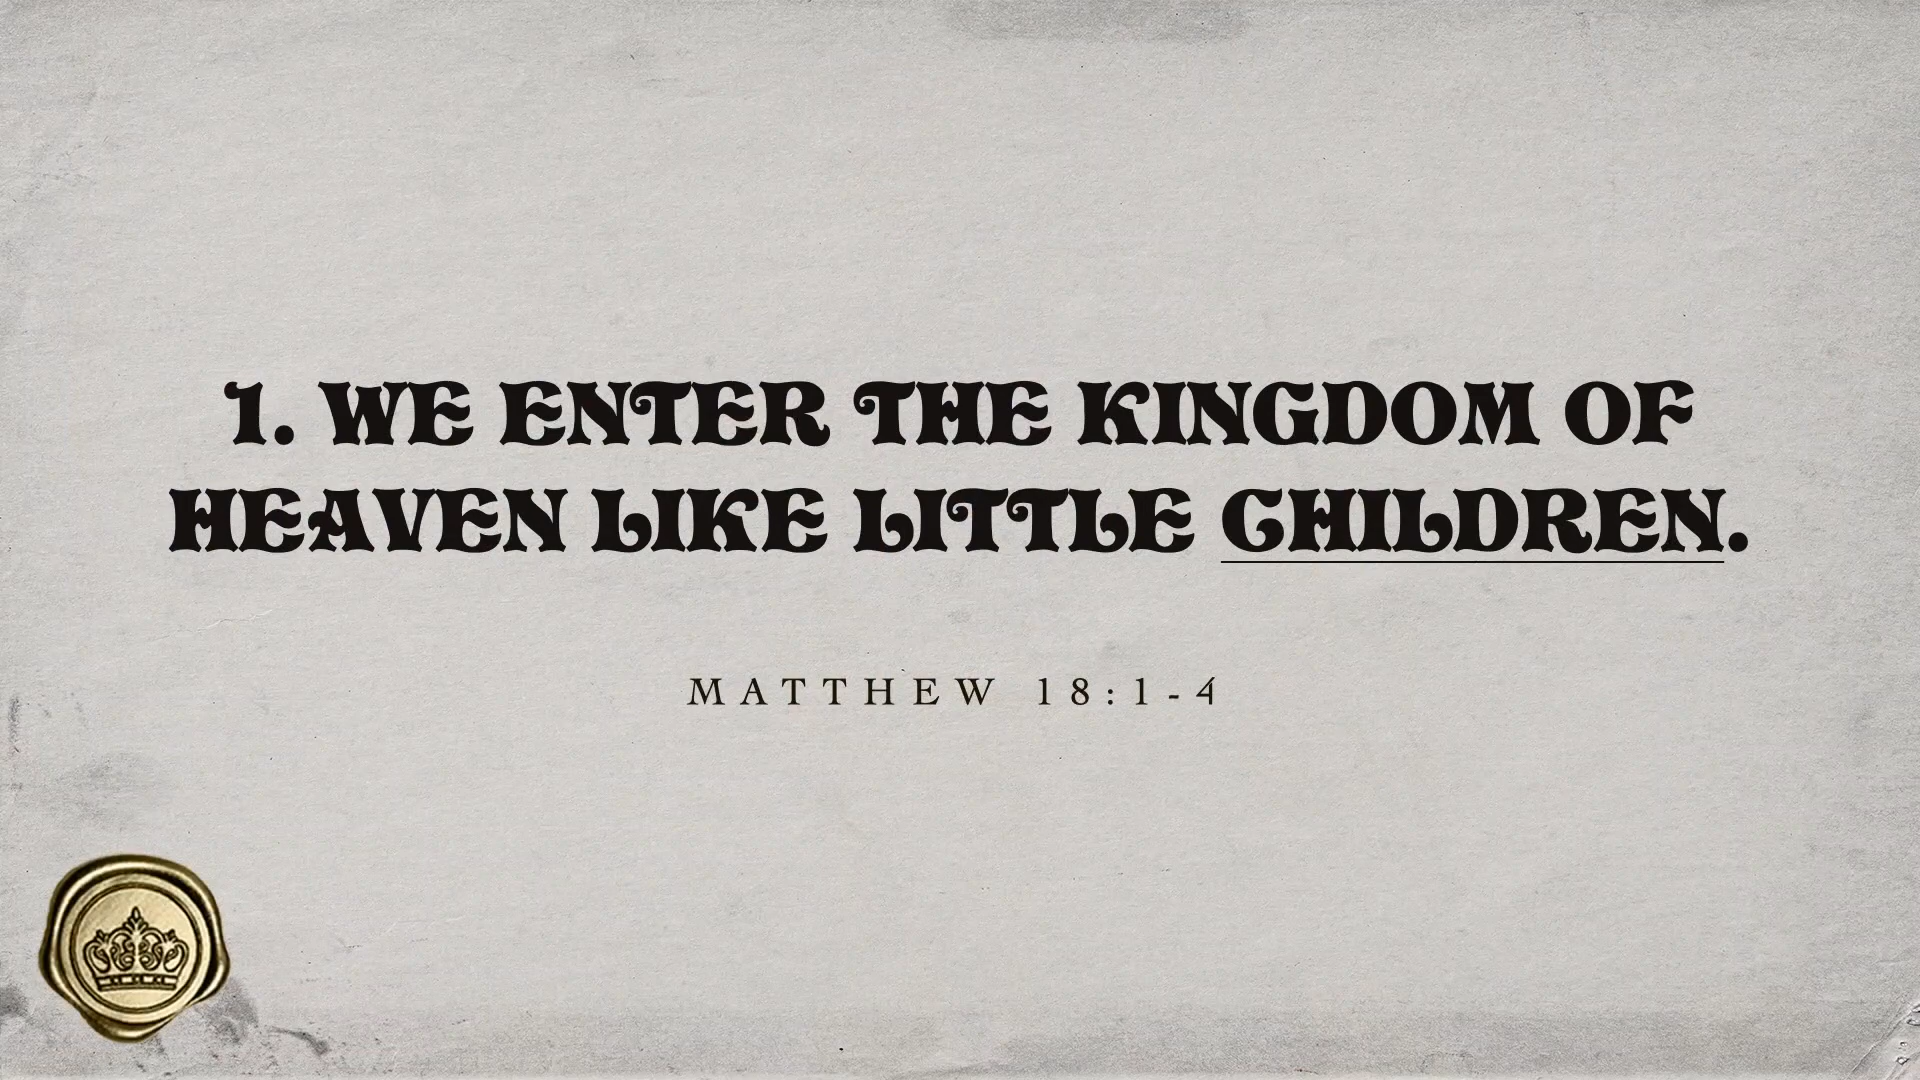 1. WE ENTER THE KINGDOM OF
HEAVEN LIKE LITTLE CHILDREN.
MATTHEW 18:1-4